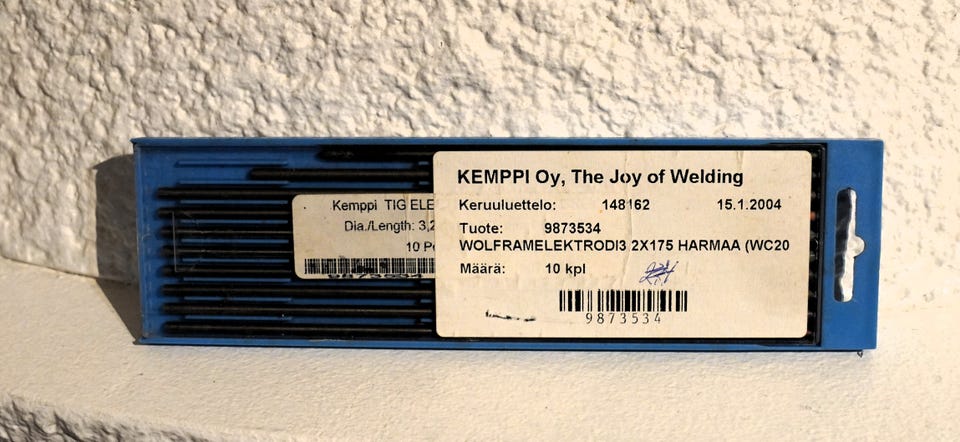 KEMPPI Oy, The Joy of Welding
Keruuluettelo: 148162 15.1.2004
Tuote: 9873534
WOLFRAMELEKTRODI3 2X175 HARMAA (WC20
Määrä: 10 kpl
9873534
Kemppi TIG ELE
Dia./Length: 3,2
10 Pc